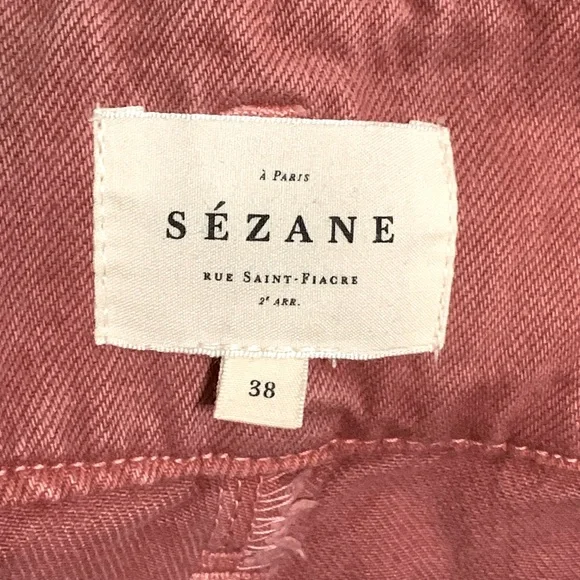 À PARIS
SÉZANE
RUE SAINT-FIACRE
2ᵉ ARR.
38